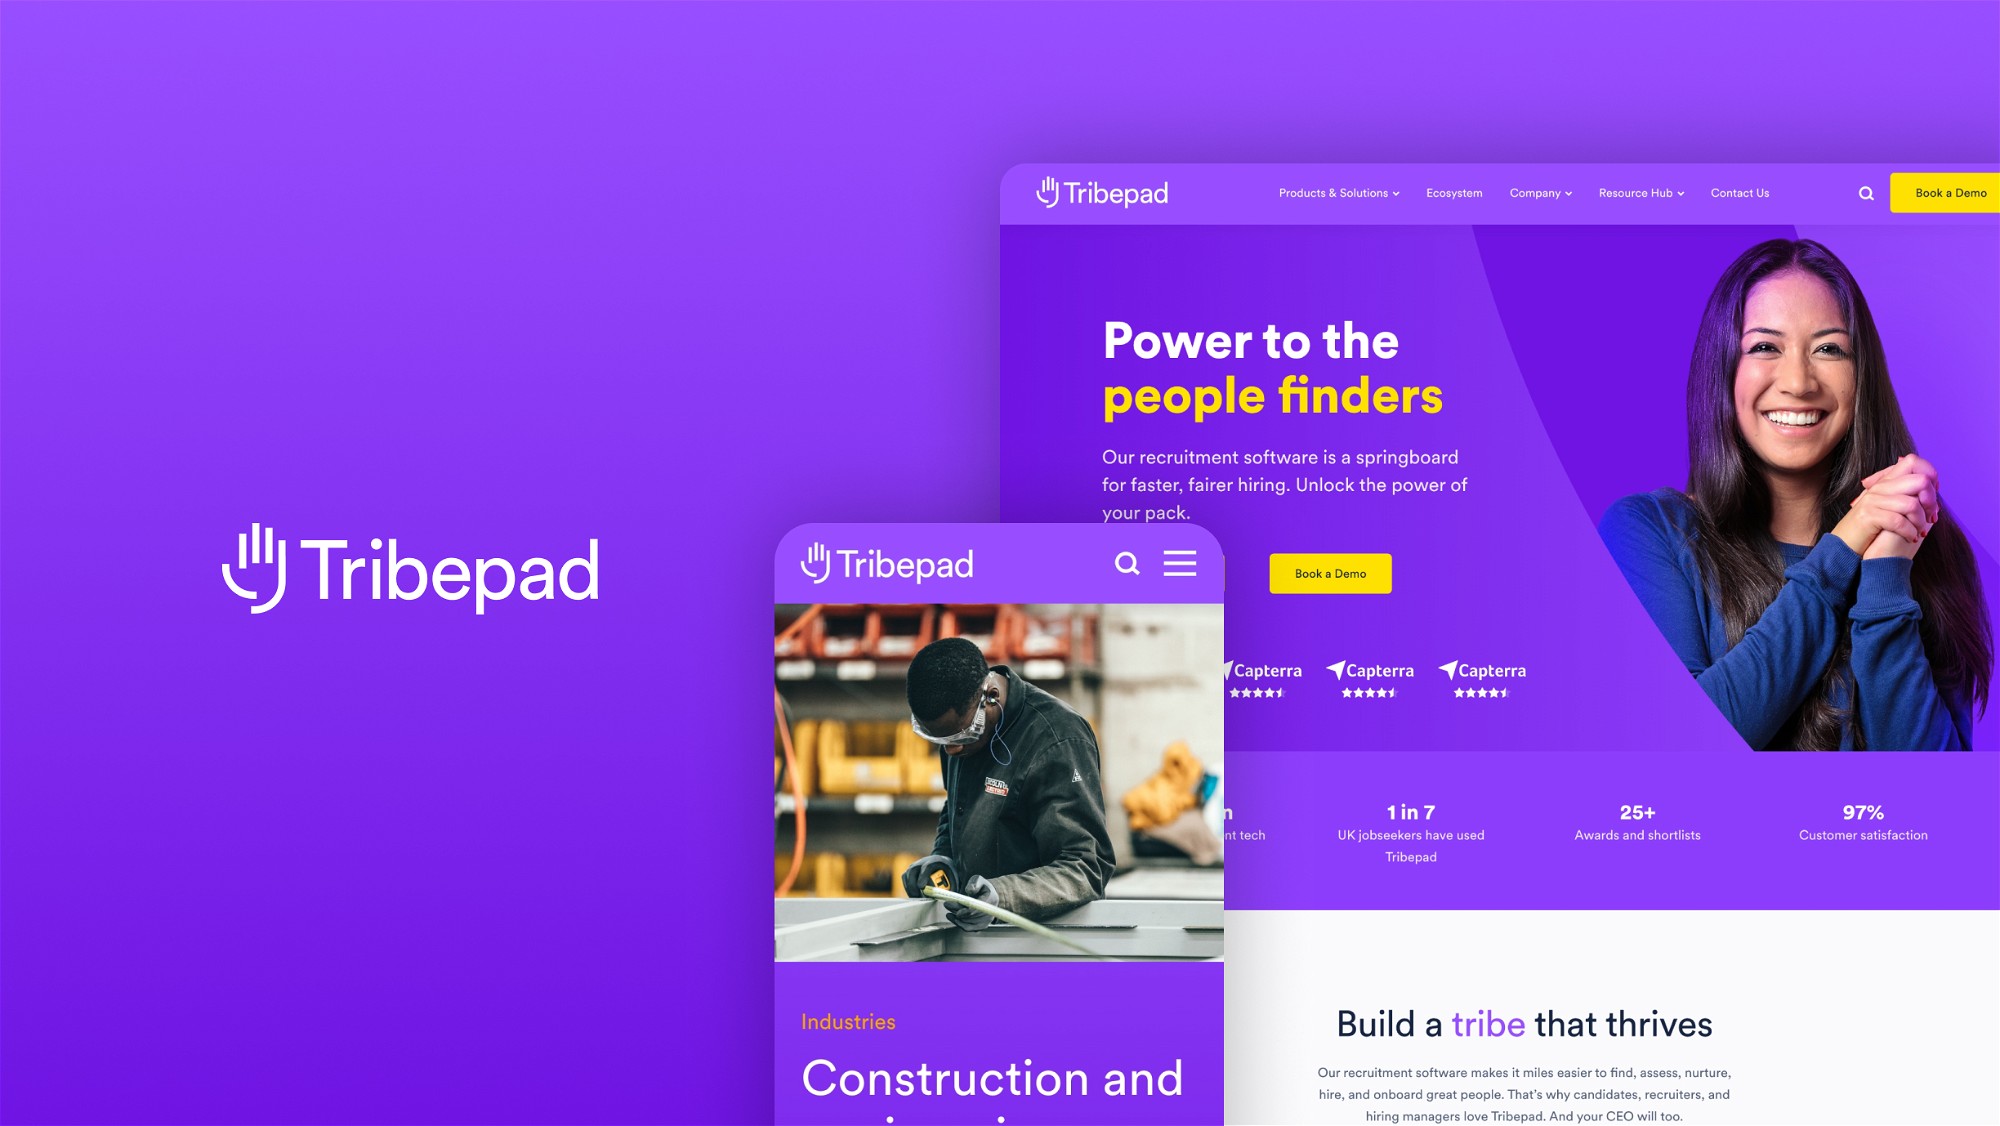 Tribepad
Tribepad
Products & Solutions
Ecosystem
Company
Resource Hub
Contact Us
Book a Demo
Power to the
people finders
Our recruitment software is a springboard
for faster, fairer hiring. Unlock the power of
your pack.
Book a Demo
Capterra
Capterra
Capterra
nt tech
1 in 7
UK jobseekers have used
Tribepad
25+
Awards and shortlists
97%
Customer satisfaction
Build a tribe that thrives
Our recruitment software makes it miles easier to find, assess, nurture,
hire, and onboard great people. That's why candidates, recruiters, and
hiring managers love Tribepad. And your CEO will too.
Tribepad
Industries
Construction and